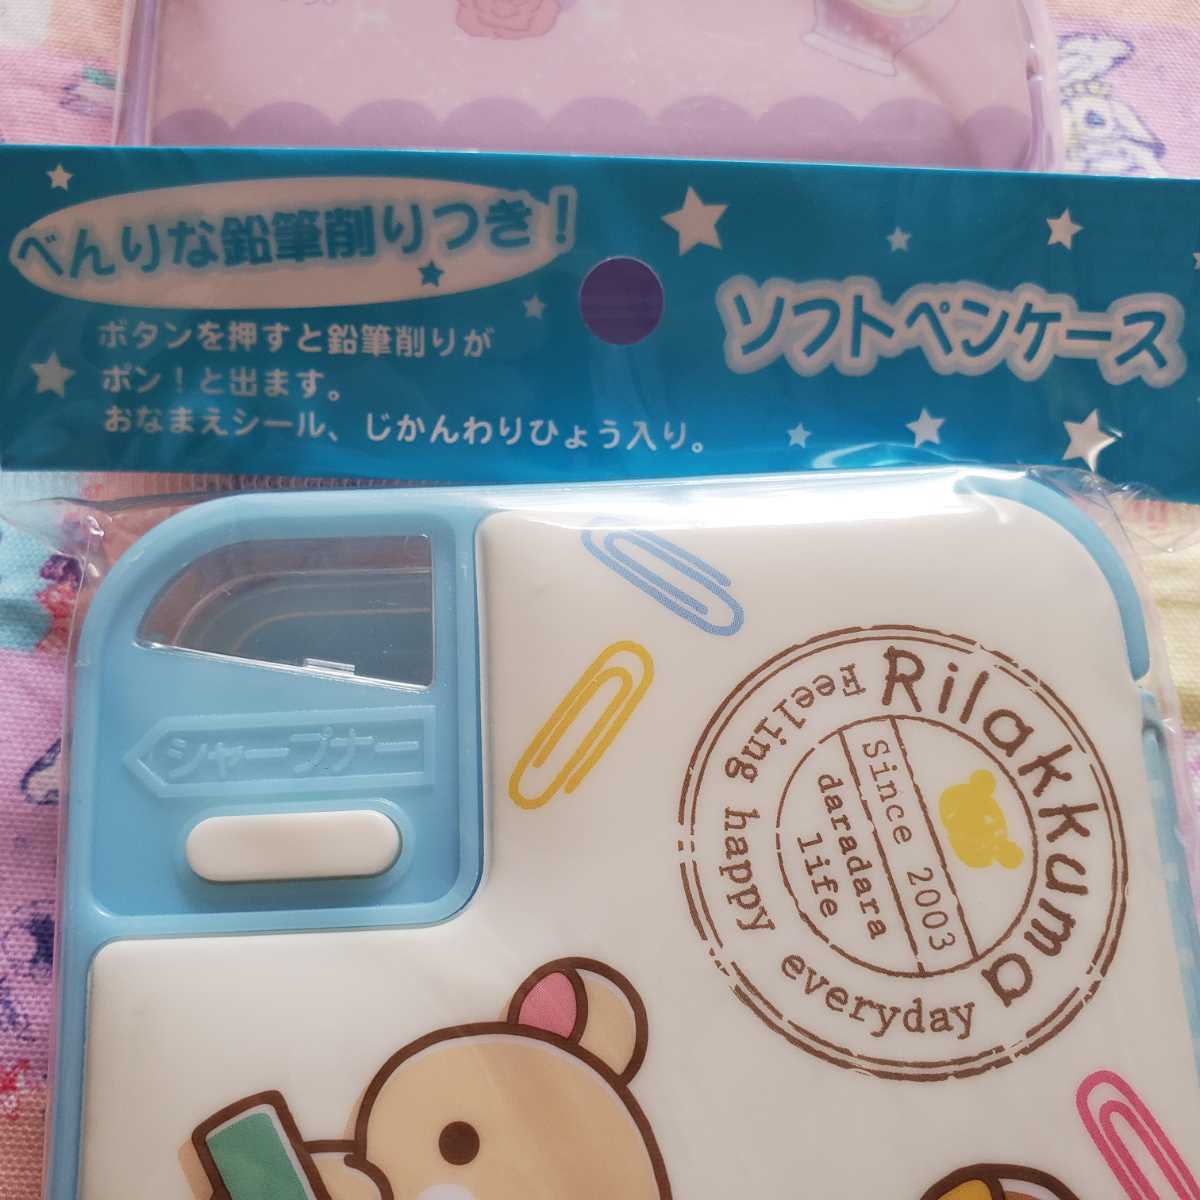 べんりな鉛筆削りつき！
ボタンを押すと鉛筆削りが
ポン！と出ます。
おなまえシール、じかんわりひょう入り。
ソフトペンケース
シャープナー
Rilakkuma
Feeling happy everyday
Since 2003
daradara
life